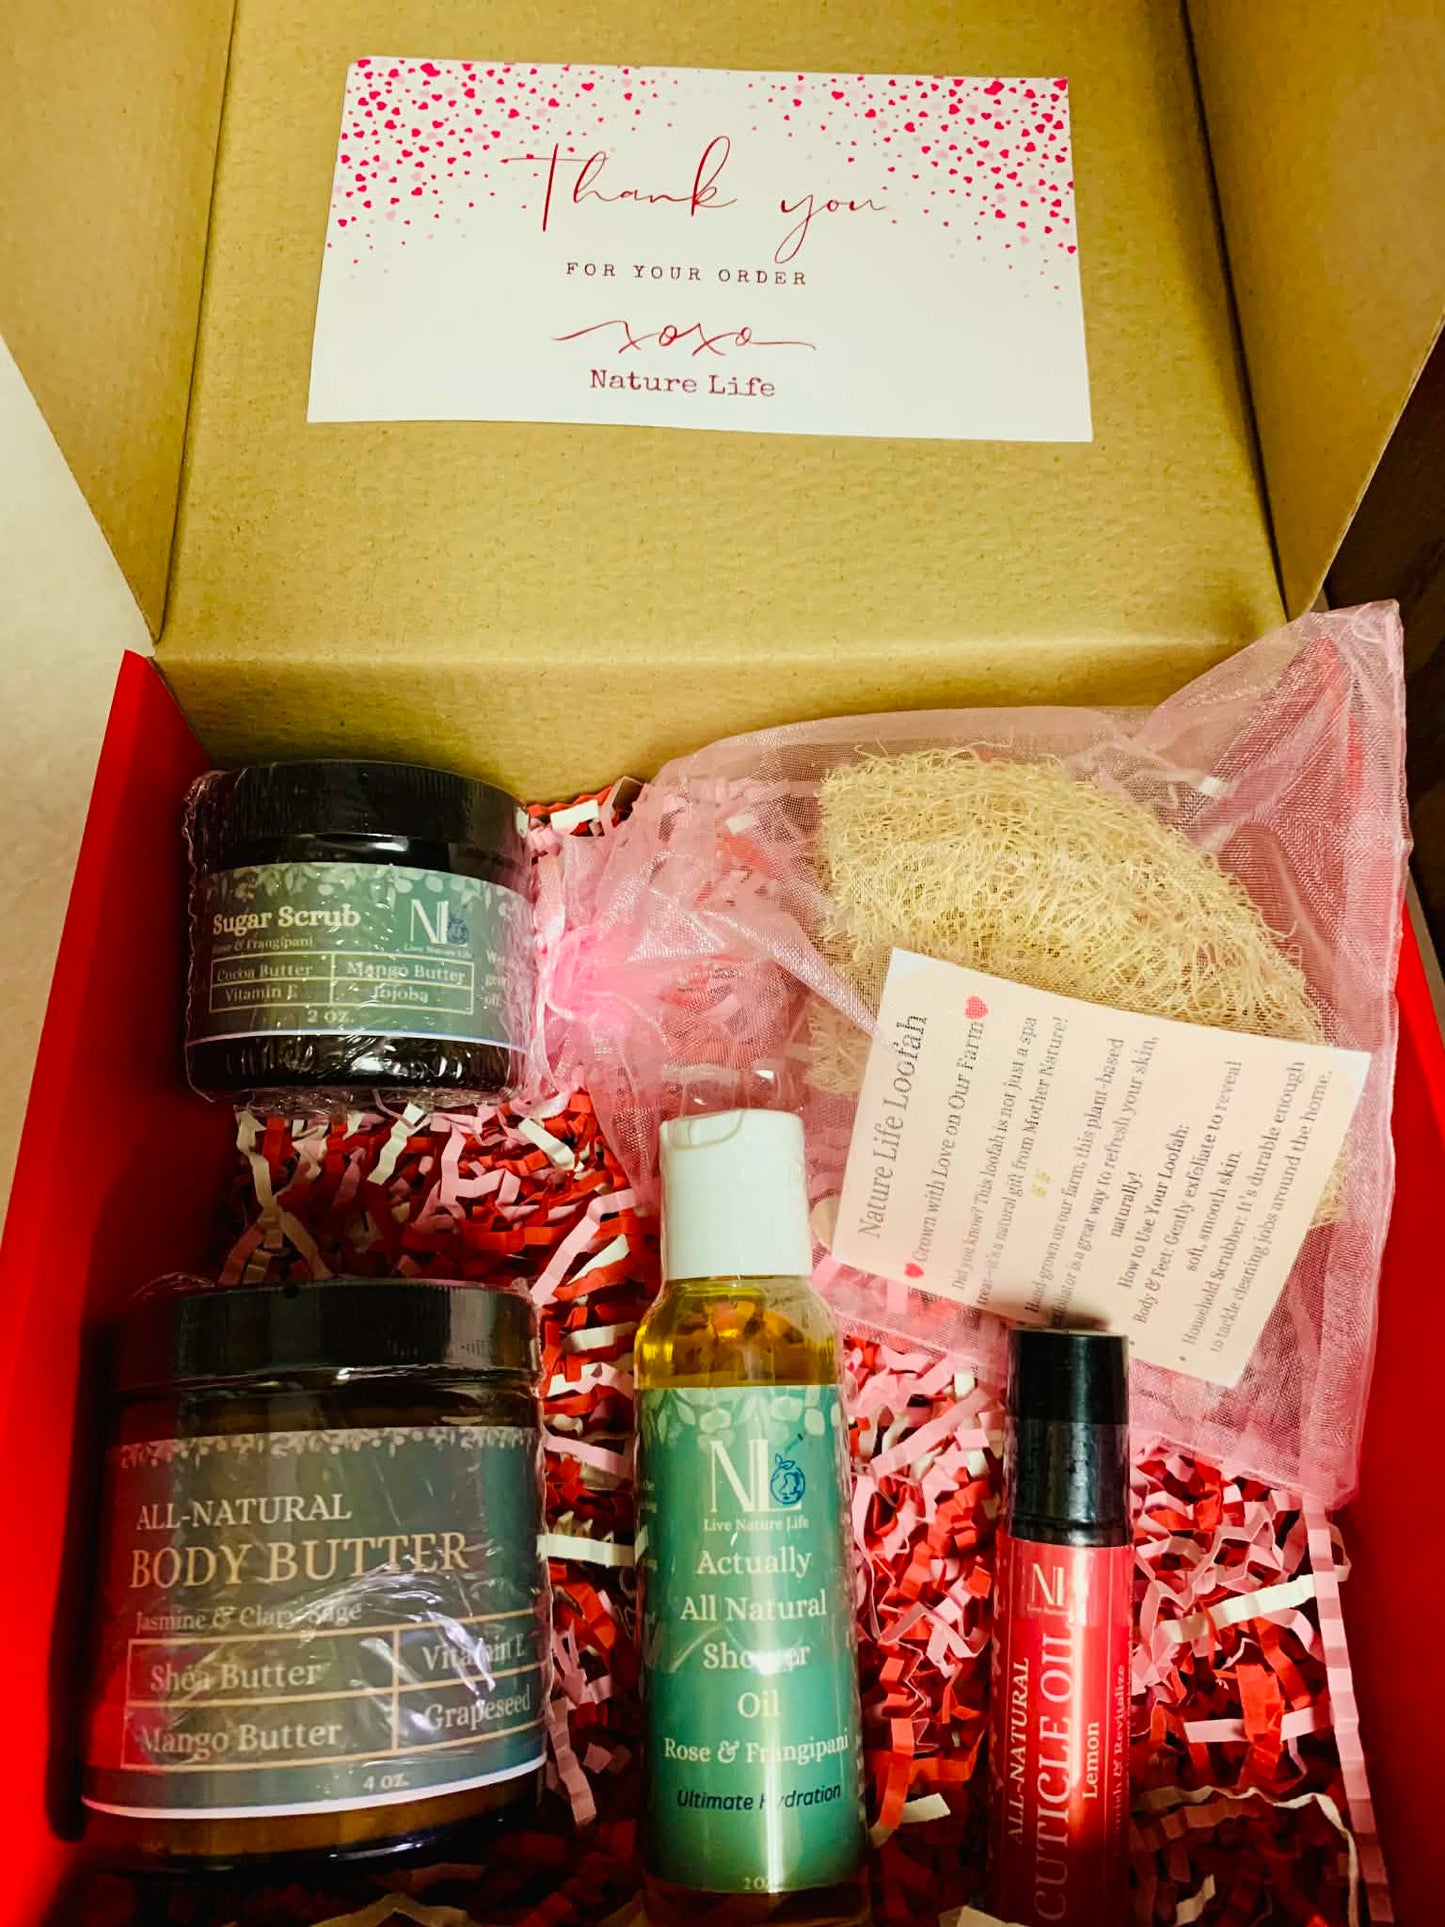 Thank you
FOR YOUR ORDER
xoxo
Nature Life
Sugar Scrub
Rose & Frangipani
NL
Live Nature Life
Cocoa Butter
Mango Butter
Vitamin E
Jojoba
2 oz.
Nature Life Loofah
Grown with Love on Our Farm
Did you know? This loofah is not just a spa
treat—it's a natural gift from Mother Nature!
Hand-grown on our farm, this plant-based
is a great way to refresh your skin,
naturally!
How to Use Your Loofah:
Body & Feet: Gently exfoliate to reveal
soft, smooth skin.
Household Scrubber: It's durable enough
to tackle cleaning jobs around the home.
ALL-NATURAL
BODY BUTTER
Jasmine & Clary Sage
Shea Butter
Vitamin E
Mango Butter
Grapeseed
4 oz.
NL
Live Nature Life
Actually
All Natural
Shower
Oil
Rose & Frangipani
Ultimate Hydration
NL
ALL-NATURAL
CUTICLE OIL
Lemon
& Revitalize